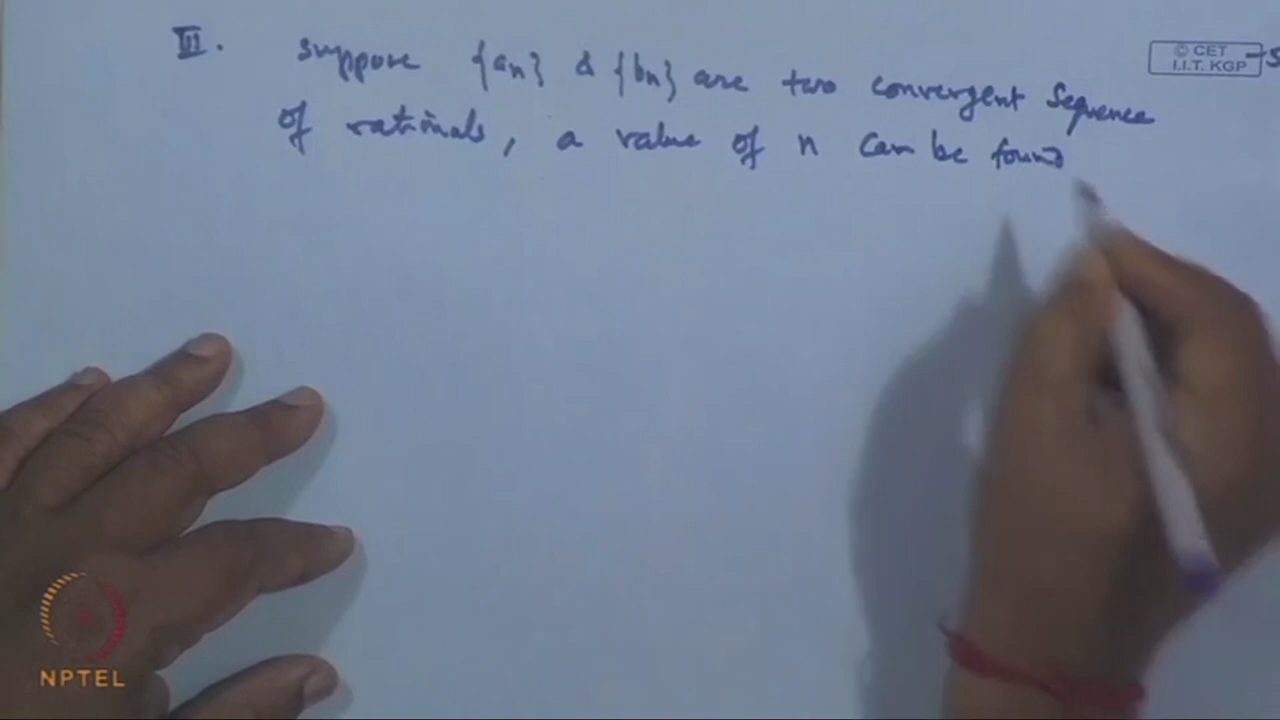 III. Suppose {an} & {bn} are two convergent Sequence
of rationals, a value of n can be found
© CET
I.I.T. KGP
NPTEL